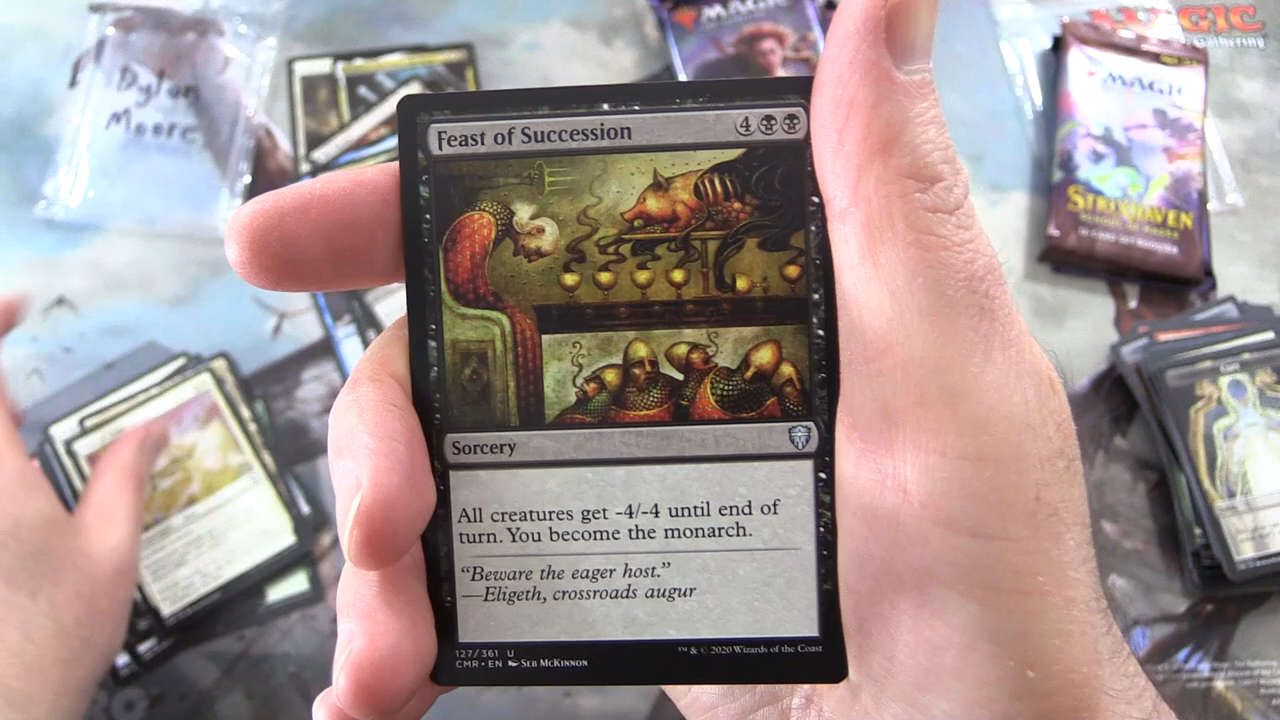 Dylan
Moore
MAGIC
MAGIC
Gathering
MAGIC
STRIXHAVEN
Feast of Succession
4
Sorcery
All creatures get -4/-4 until end of
turn. You become the monarch.
“Beware the eager host.”
—Eligeth, crossroads augur
127/361 U
CMR • EN SEB MCKINNON
™ & © 2020 Wizards of the Coast